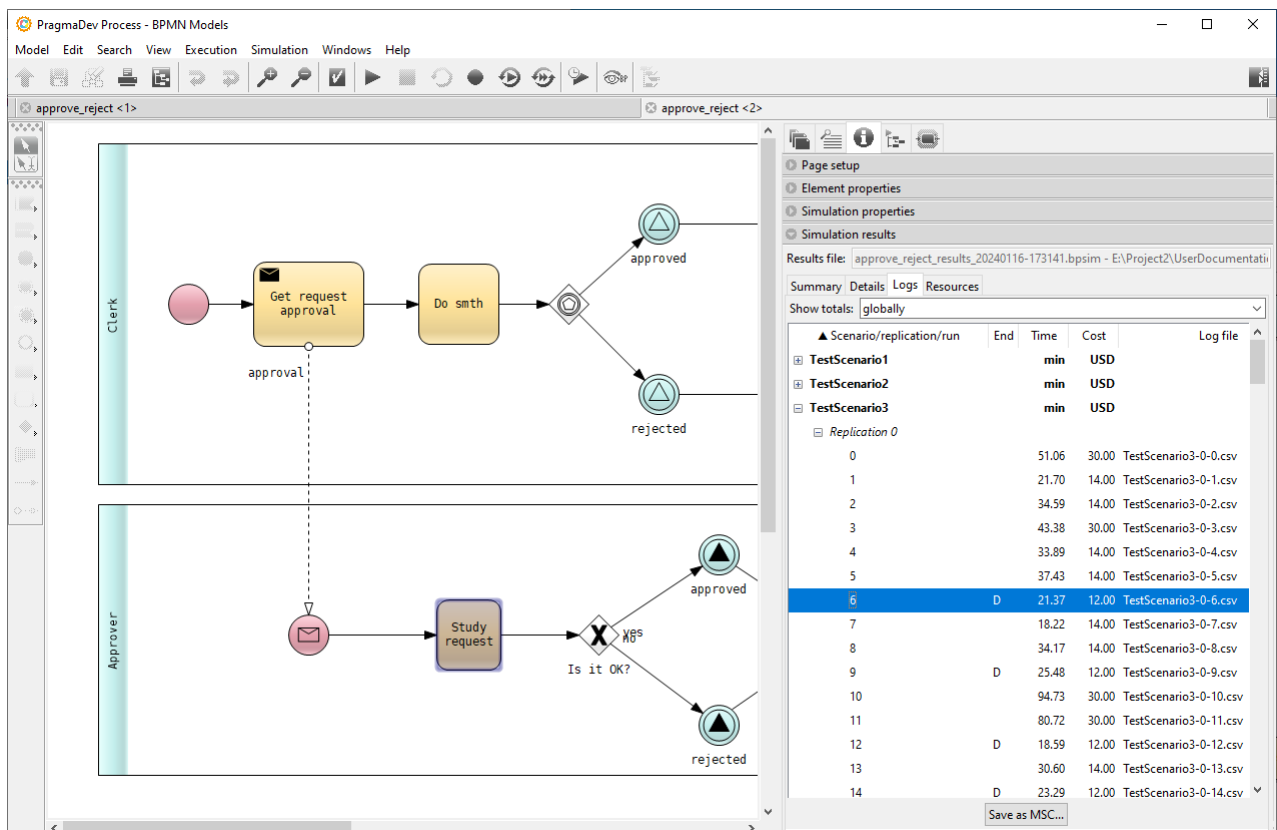 PragmaDev Process - BPMN Models
Model Edit Search View Execution Simulation Windows Help
approve_reject <1>
approve_reject <2>
Clerk
Get request
approval
approval
Do smth
approved
rejected
Approver
Study
request
Is it OK?
yes
no
approved
rejected
Page setup
Element properties
Simulation properties
Simulation results
Results file: approve_reject_results_20240116-173141.bpsim - E:\Project2\UserDocumentati
Summary Details Logs Resources
Show totals: globally
▲ Scenario/replication/run End Time Cost Log file
TestScenario1 min USD
TestScenario2 min USD
TestScenario3 min USD
Replication 0
0 51.06 30.00 TestScenario3-0-0.csv
1 21.70 14.00 TestScenario3-0-1.csv
2 34.59 14.00 TestScenario3-0-2.csv
3 43.38 30.00 TestScenario3-0-3.csv
4 33.89 14.00 TestScenario3-0-4.csv
5 37.43 14.00 TestScenario3-0-5.csv
6 D 21.37 12.00 TestScenario3-0-6.csv
7 18.22 14.00 TestScenario3-0-7.csv
8 34.17 14.00 TestScenario3-0-8.csv
9 D 25.48 12.00 TestScenario3-0-9.csv
10 94.73 30.00 TestScenario3-0-10.csv
11 80.72 30.00 TestScenario3-0-11.csv
12 D 18.59 12.00 TestScenario3-0-12.csv
13 30.60 14.00 TestScenario3-0-13.csv
14 D 23.29 12.00 TestScenario3-0-14.csv
Save as MSC...